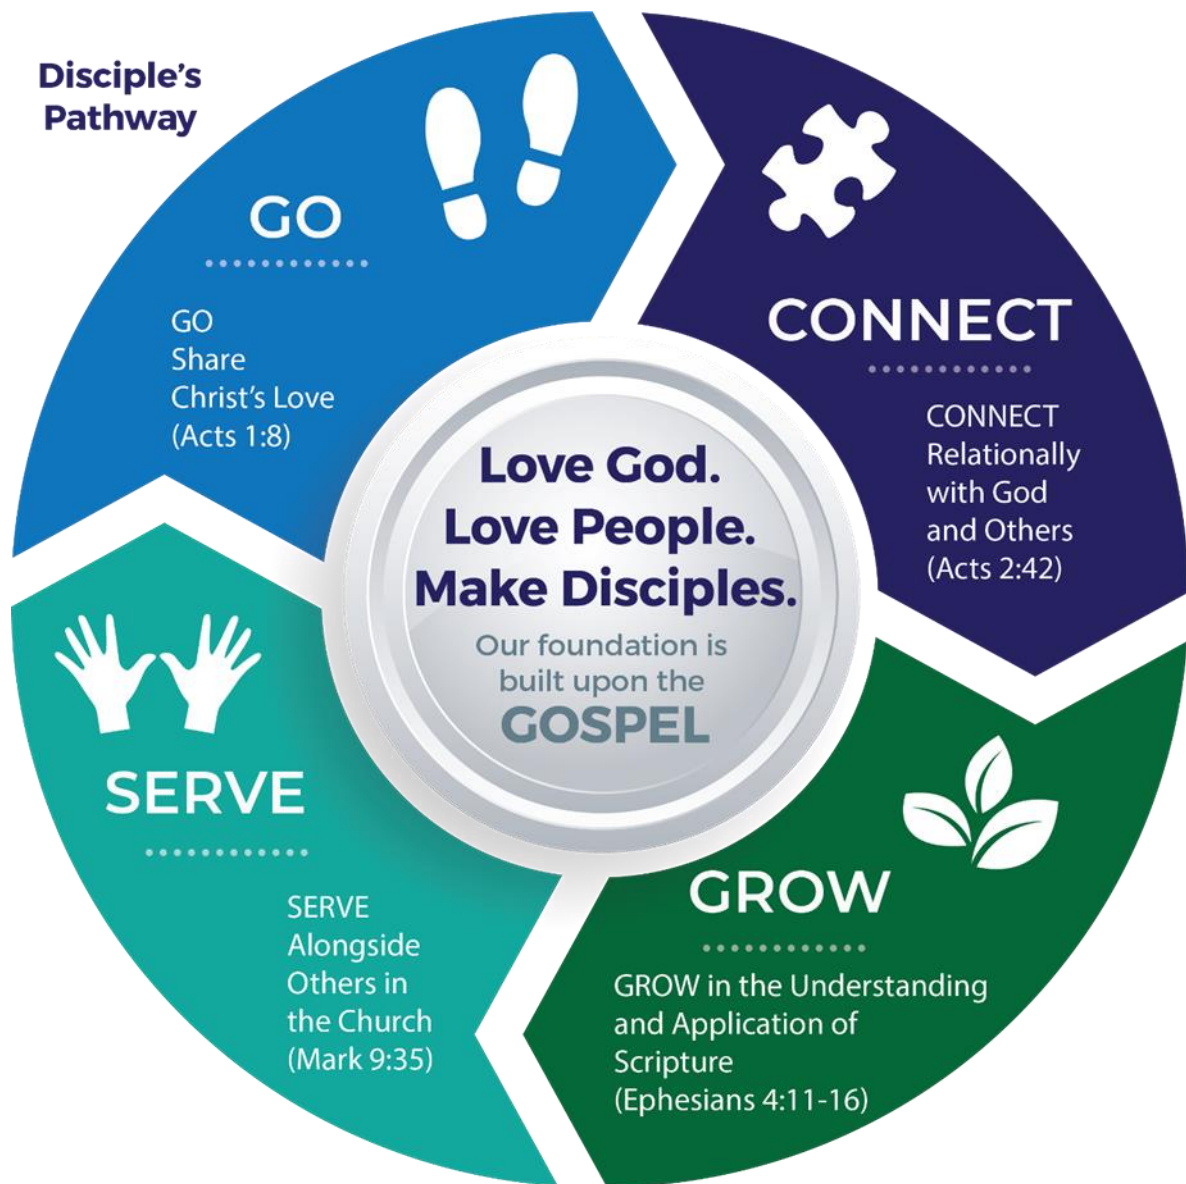 Disciple's
Pathway
GO
GO
Share
Christ's Love
(Acts 1:8)
CONNECT
CONNECT
Relationally
with God
and Others
(Acts 2:42)
Love God.
Love People.
Make Disciples.
Our foundation is
built upon the
GOSPEL
SERVE
SERVE
Alongside
Others in
the Church
(Mark 9:35)
GROW
GROW in the Understanding
and Application of
Scripture
(Ephesians 4:11-16)